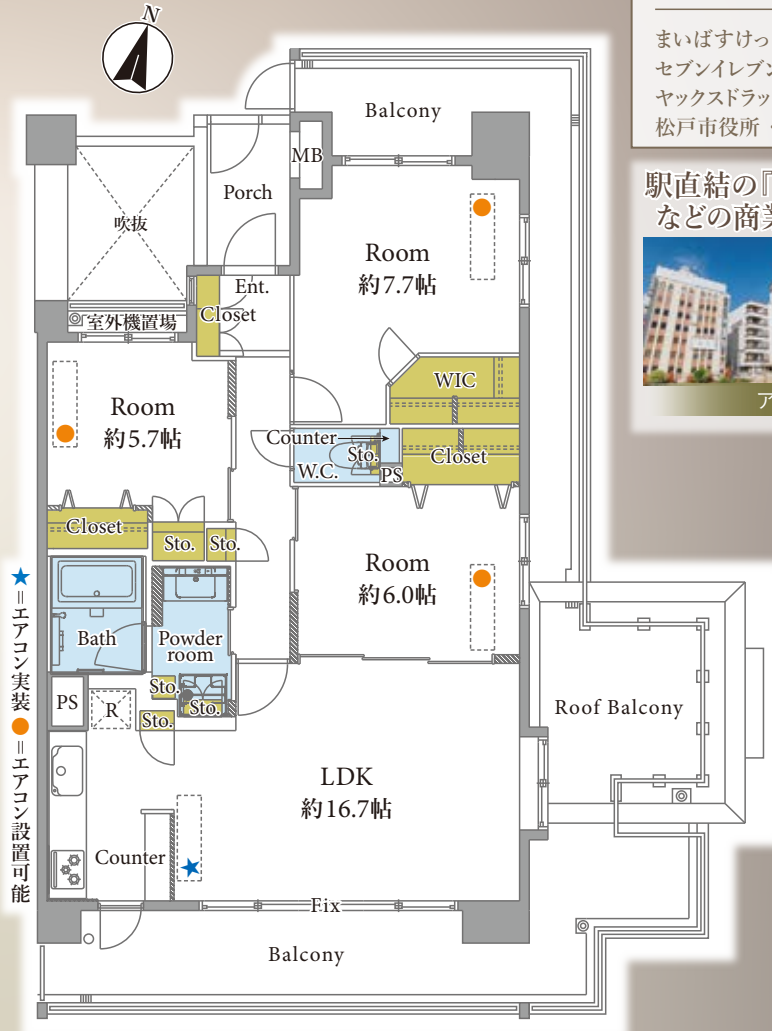 N
まいばすけっ
セブンイレブン
ヤックスドラッ
松戸市役所
駅直結の『
などの商業
ア
Balcony
MB
Porch
吹抜
Room
約7.7帖
Ent.
Closet
室外機置場
WIC
Room
約5.7帖
Counter
Sto.
Closet
W.C.
PS
Closet
Sto.
Sto.
Room
約6.0帖
Bath
Powder
room
Sto.
PS
R
Sto.
Sto.
Roof Balcony
LDK
約16.7帖
Counter
Fix
Balcony
★=エアコン実装 ●=エアコン設置可能